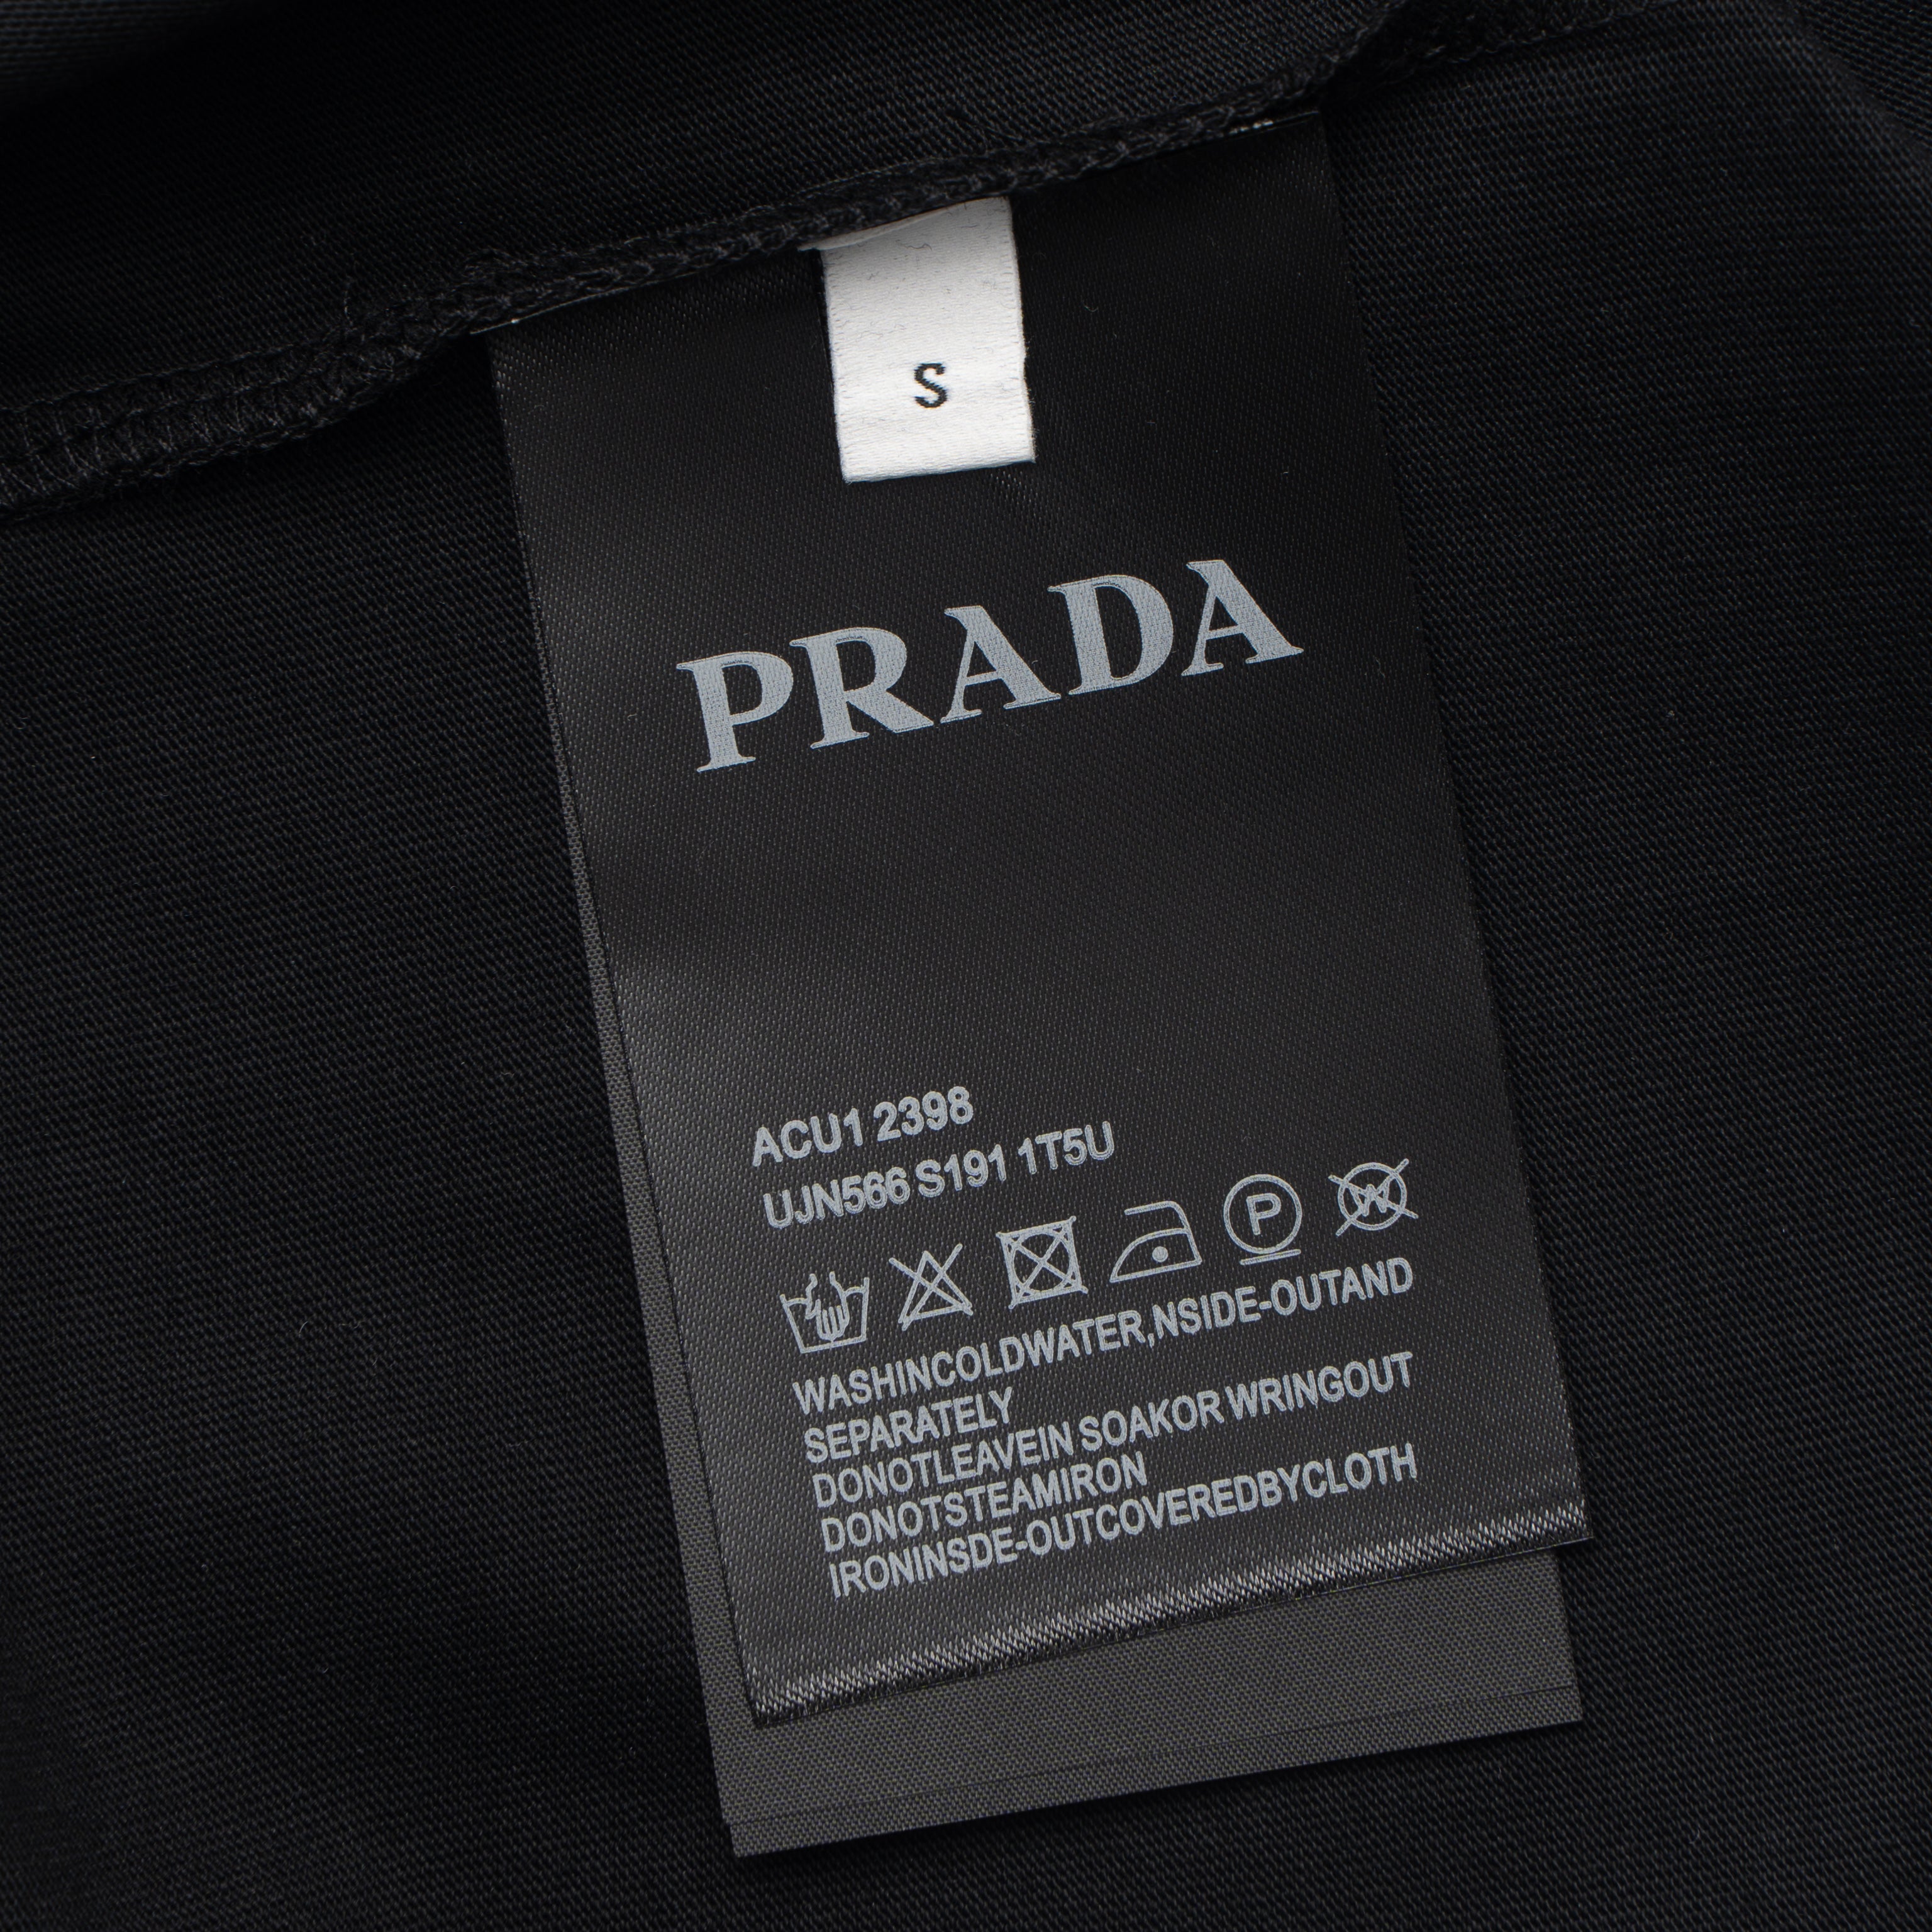 S
PRADA
ACU1 2398
UJN566 S191 1T5U
P W
WASHINCOLDWATER,NSIDE-OUTAND
SEPARATELY
DONOTLEAVEIN SOAKOR WRINGOUT
DONOTSTEAMIRON
IRONINSDE-OUTCOVEREDBYCLOTH